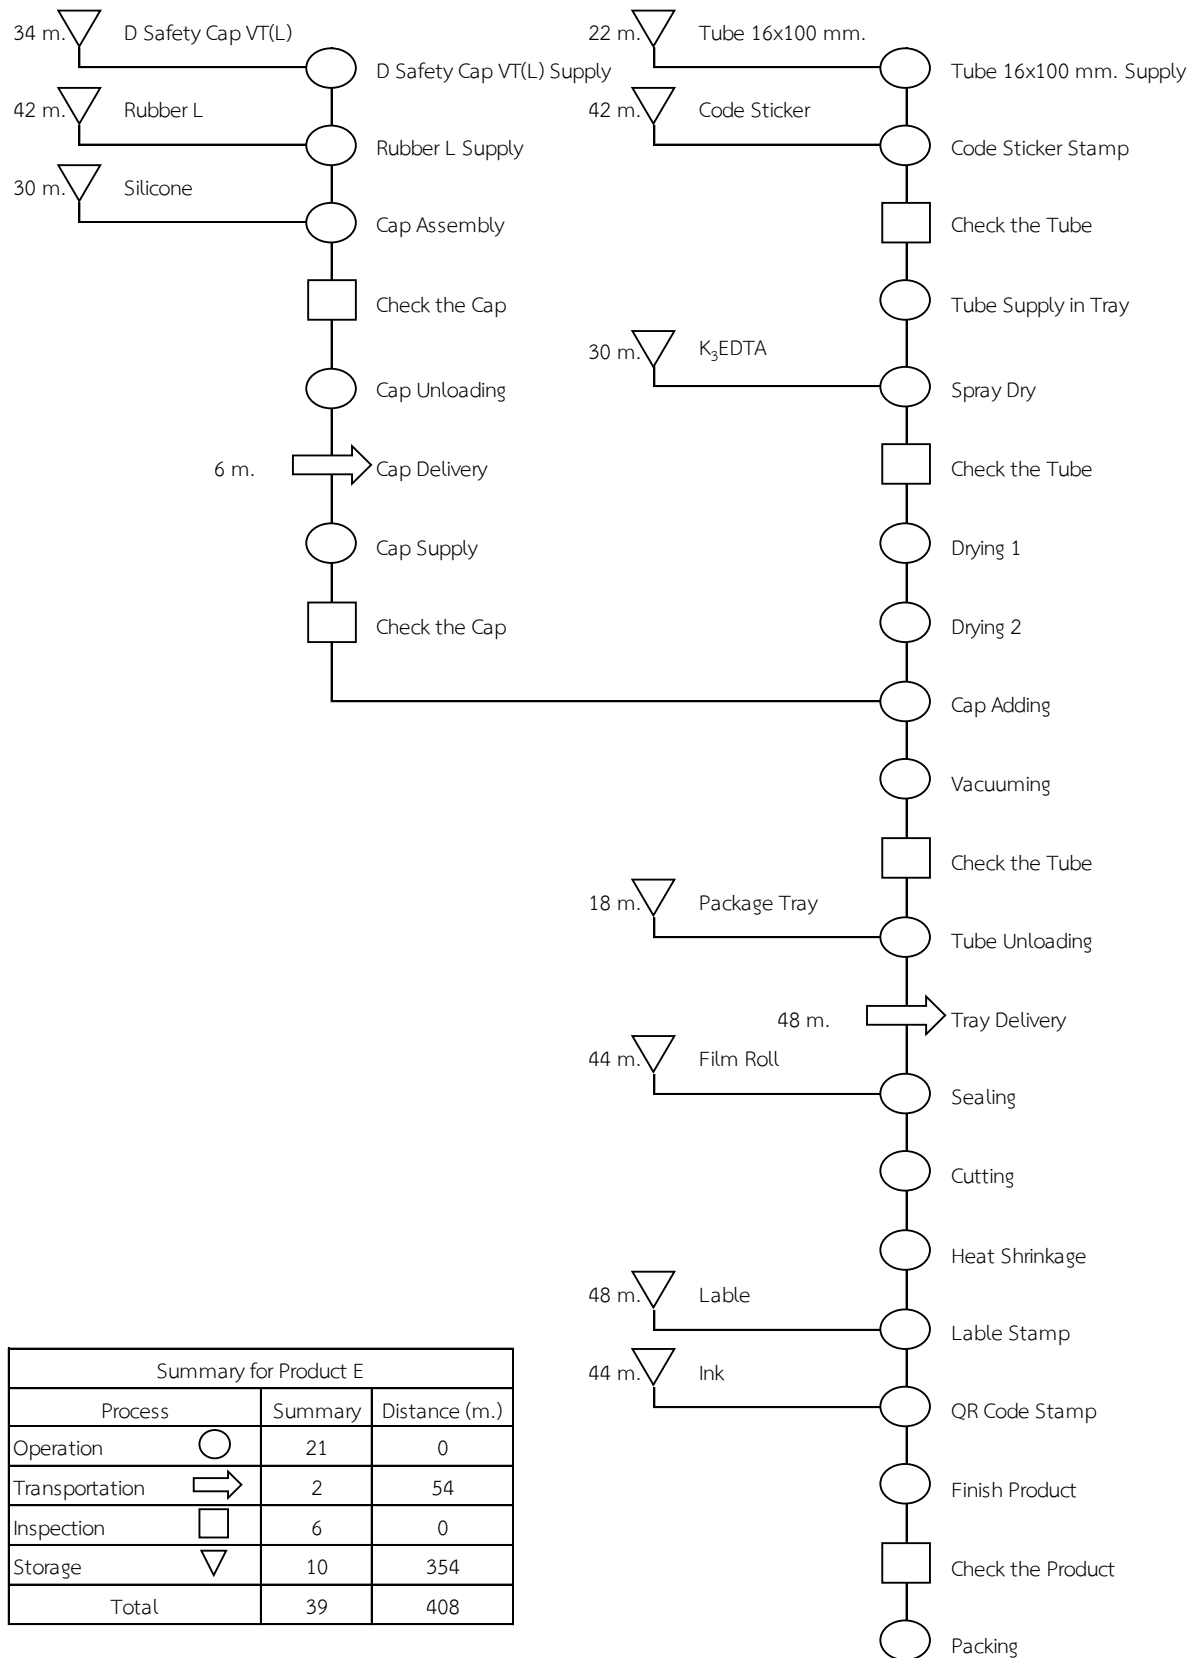 34 m. D Safety Cap VT(L)
D Safety Cap VT(L) Supply
42 m. Rubber L
Rubber L Supply
30 m. Silicone
Cap Assembly
Check the Cap
Cap Unloading
6 m. Cap Delivery
Cap Supply
Check the Cap
22 m. Tube 16x100 mm.
Tube 16x100 mm. Supply
42 m. Code Sticker
Code Sticker Stamp
Check the Tube
Tube Supply in Tray
30 m. K₃EDTA
Spray Dry
Check the Tube
Drying 1
Drying 2
Cap Adding
Vacuuming
Check the Tube
18 m. Package Tray
Tube Unloading
48 m. Tray Delivery
44 m. Film Roll
Sealing
Cutting
Heat Shrinkage
48 m. Lable
Lable Stamp
44 m. Ink
QR Code Stamp
Finish Product
Check the Product
Packing
Summary for Product E
Process Summary Distance (m.)
Operation 21 0
Transportation 2 54
Inspection 6 0
Storage 10 354
Total 39 408